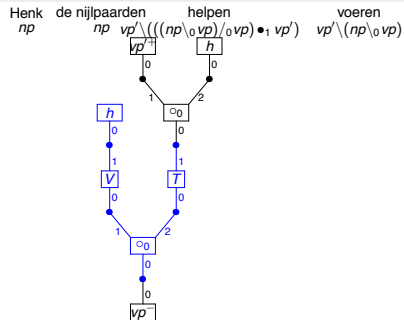 Henk de nijlpaarden helpen voeren
np np vp′\(((np\₀vp)/₀vp) •₁ vp′) vp′\(np\₀vp)
vp′⁺ h
0 0
1 2
h ○₀
0 0
1 1
V T
0 0
1 2
○₀
0
0
vp⁻